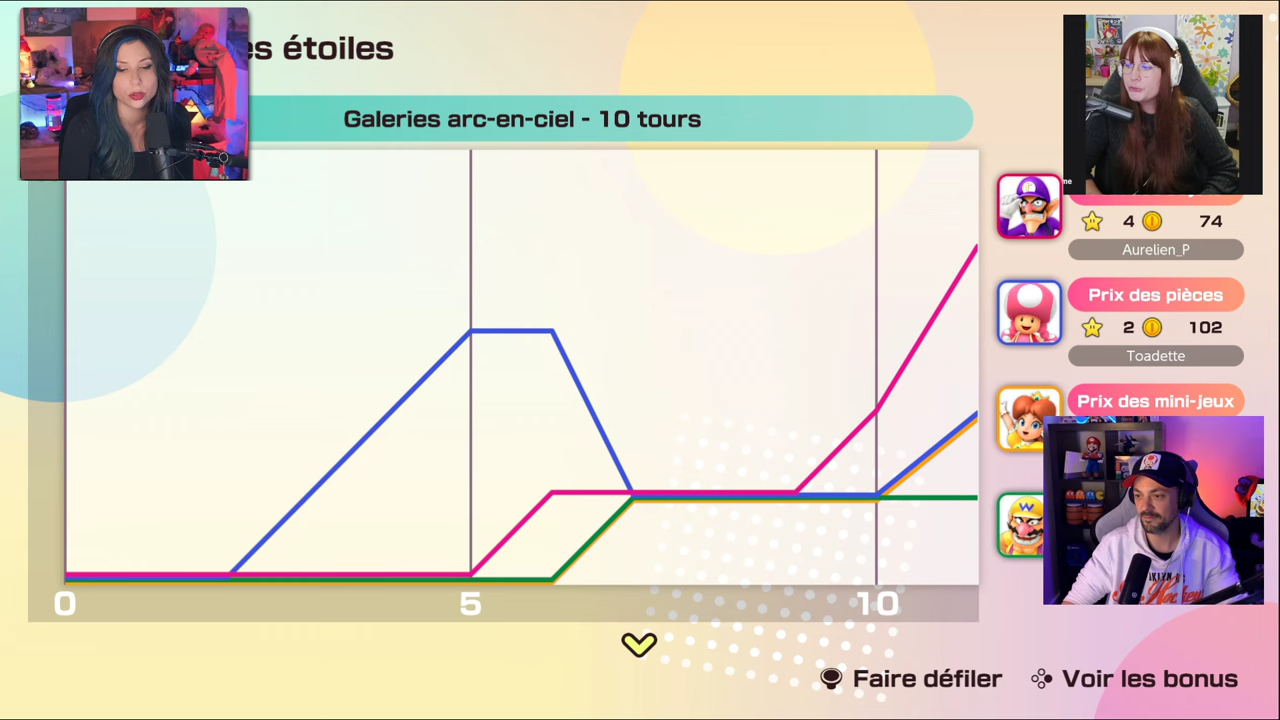 es étoiles
Galeries arc-en-ciel - 10 tours
me
4 74
Aurelien_P
Prix des pièces
2 102
Toadette
Prix des mini-jeux
0 5 10
Faire défiler
Voir les bonus